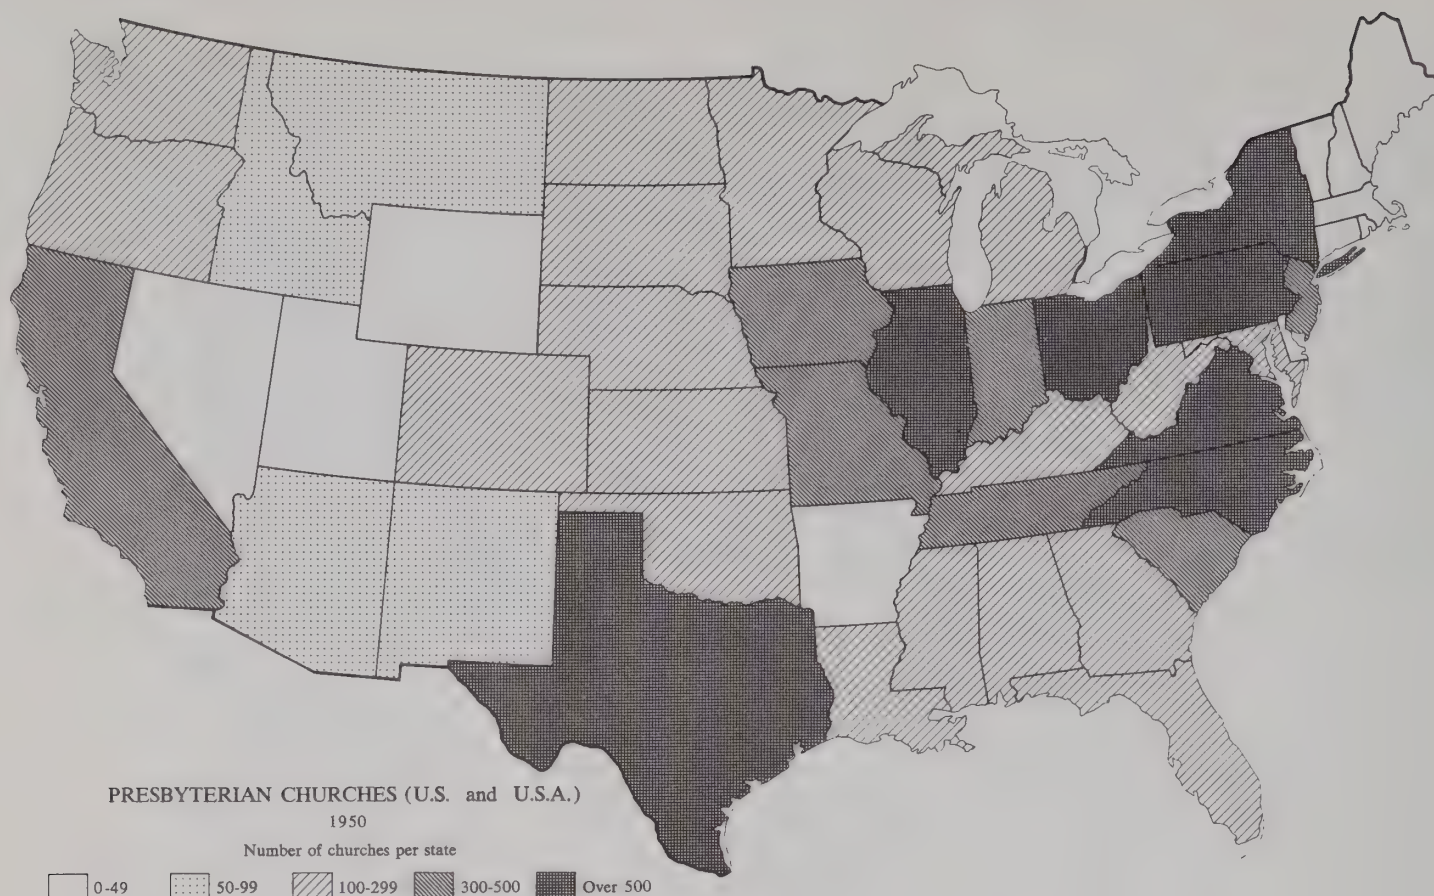 PRESBYTERIAN CHURCHES (U.S. and U.S.A.)
1950
Number of churches per state
0-49 50-99 100-299 300-500 Over 500